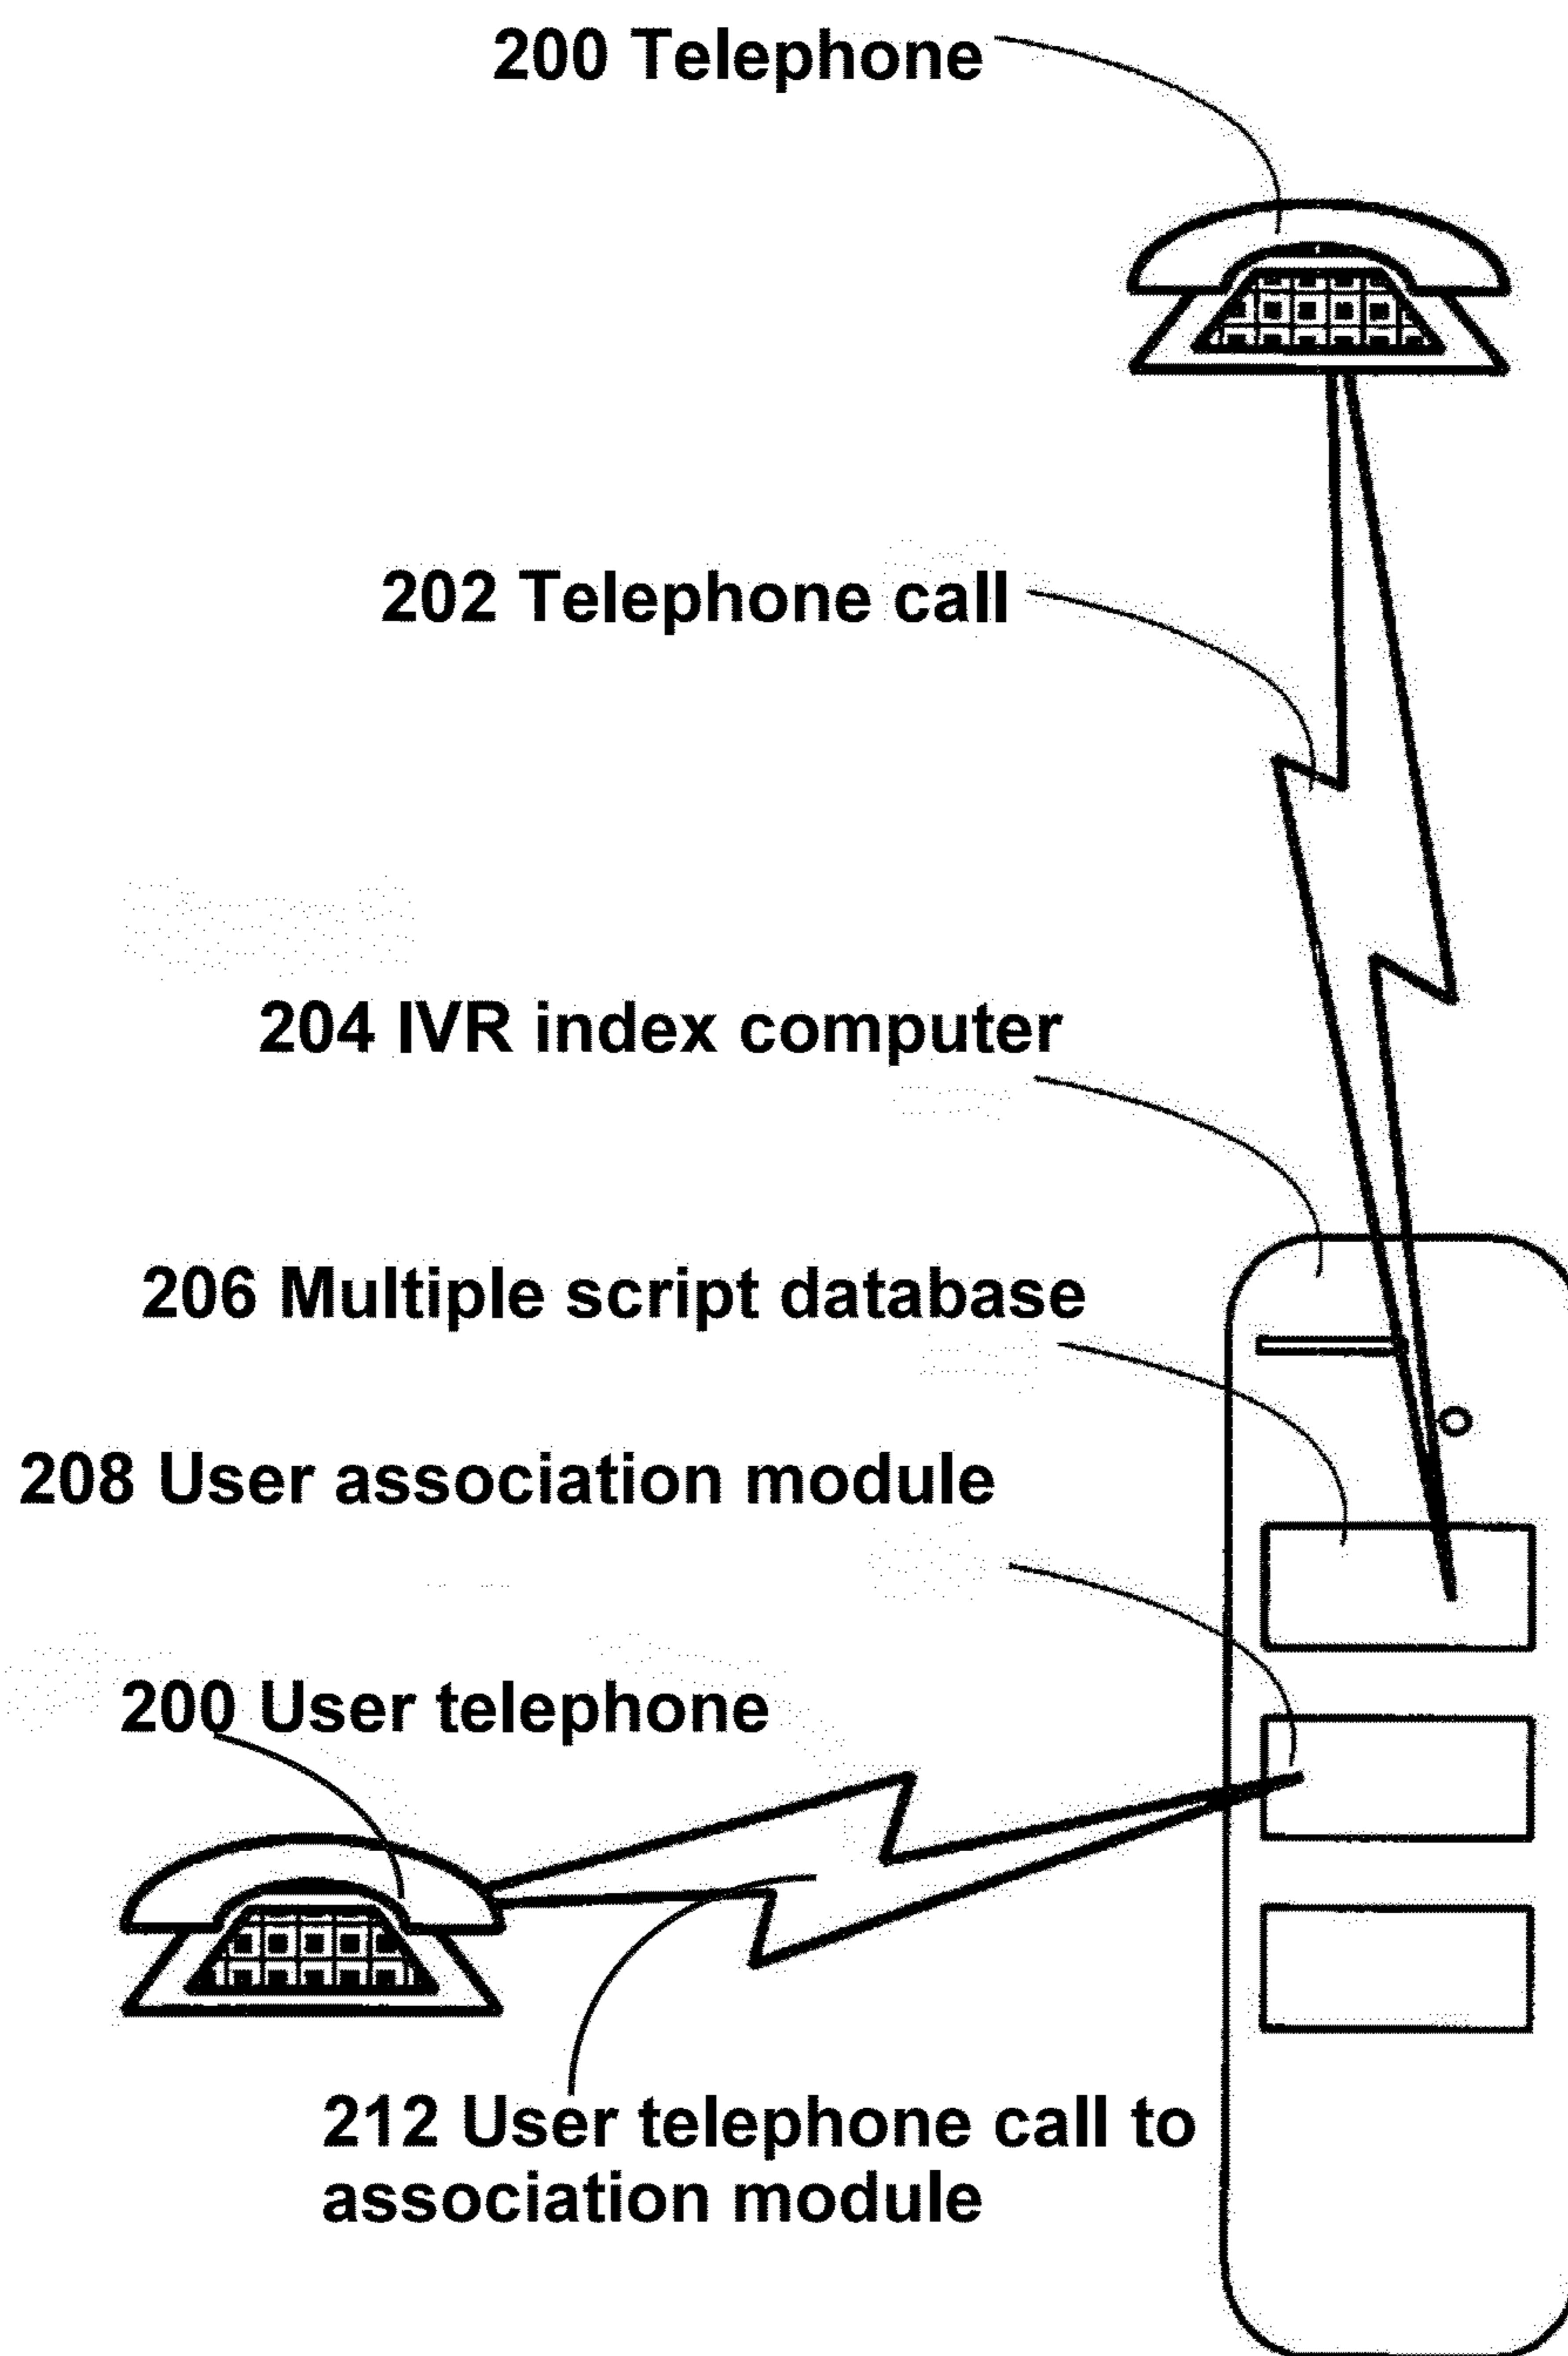 200 Telephone
202 Telephone call
204 IVR index computer
206 Multiple script database
208 User association module
200 User telephone
212 User telephone call to
association module